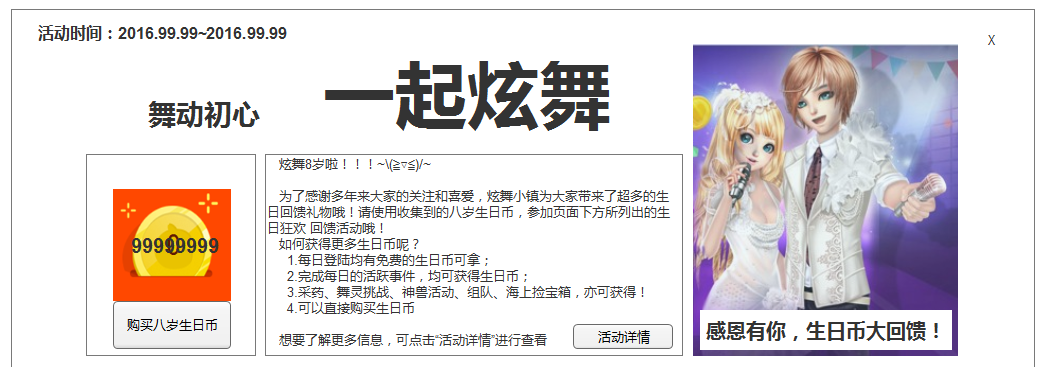 活动时间：2016.99.99~2016.99.99
X
舞动初心
一起炫舞
99999999
购买八岁生日币
炫舞8岁啦！！！~\(≧▽≦)/~
为了感谢多年来大家的关注和喜爱，炫舞小镇为大家带来了超多的生
日回馈礼物哦！请使用收集到的八岁生日币，参加页面下方所列出的生
日狂欢 回馈活动哦！
如何获得更多生日币呢？
1.每日登陆均有免费的生日币可拿；
2.完成每日的活跃事件，均可获得生日币；
3.采药、舞灵挑战、神兽活动、组队、海上捡宝箱，亦可获得！
4.可以直接购买生日币
想要了解更多信息，可点击“活动详情”进行查看
活动详情
感恩有你，生日币大回馈！